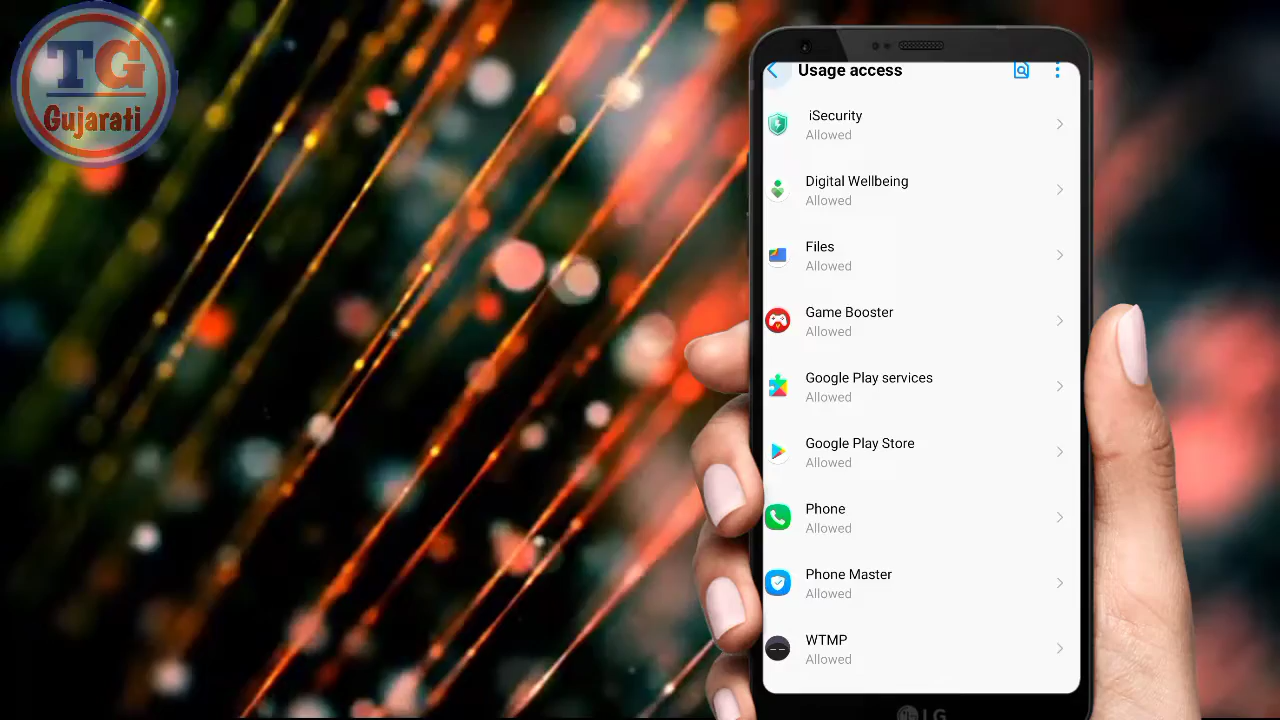 TG
Gujarati
Usage access
iSecurity
Allowed
Digital Wellbeing
Allowed
Files
Allowed
Game Booster
Allowed
Google Play services
Allowed
Google Play Store
Allowed
Phone
Allowed
Phone Master
Allowed
WTMP
Allowed
LG